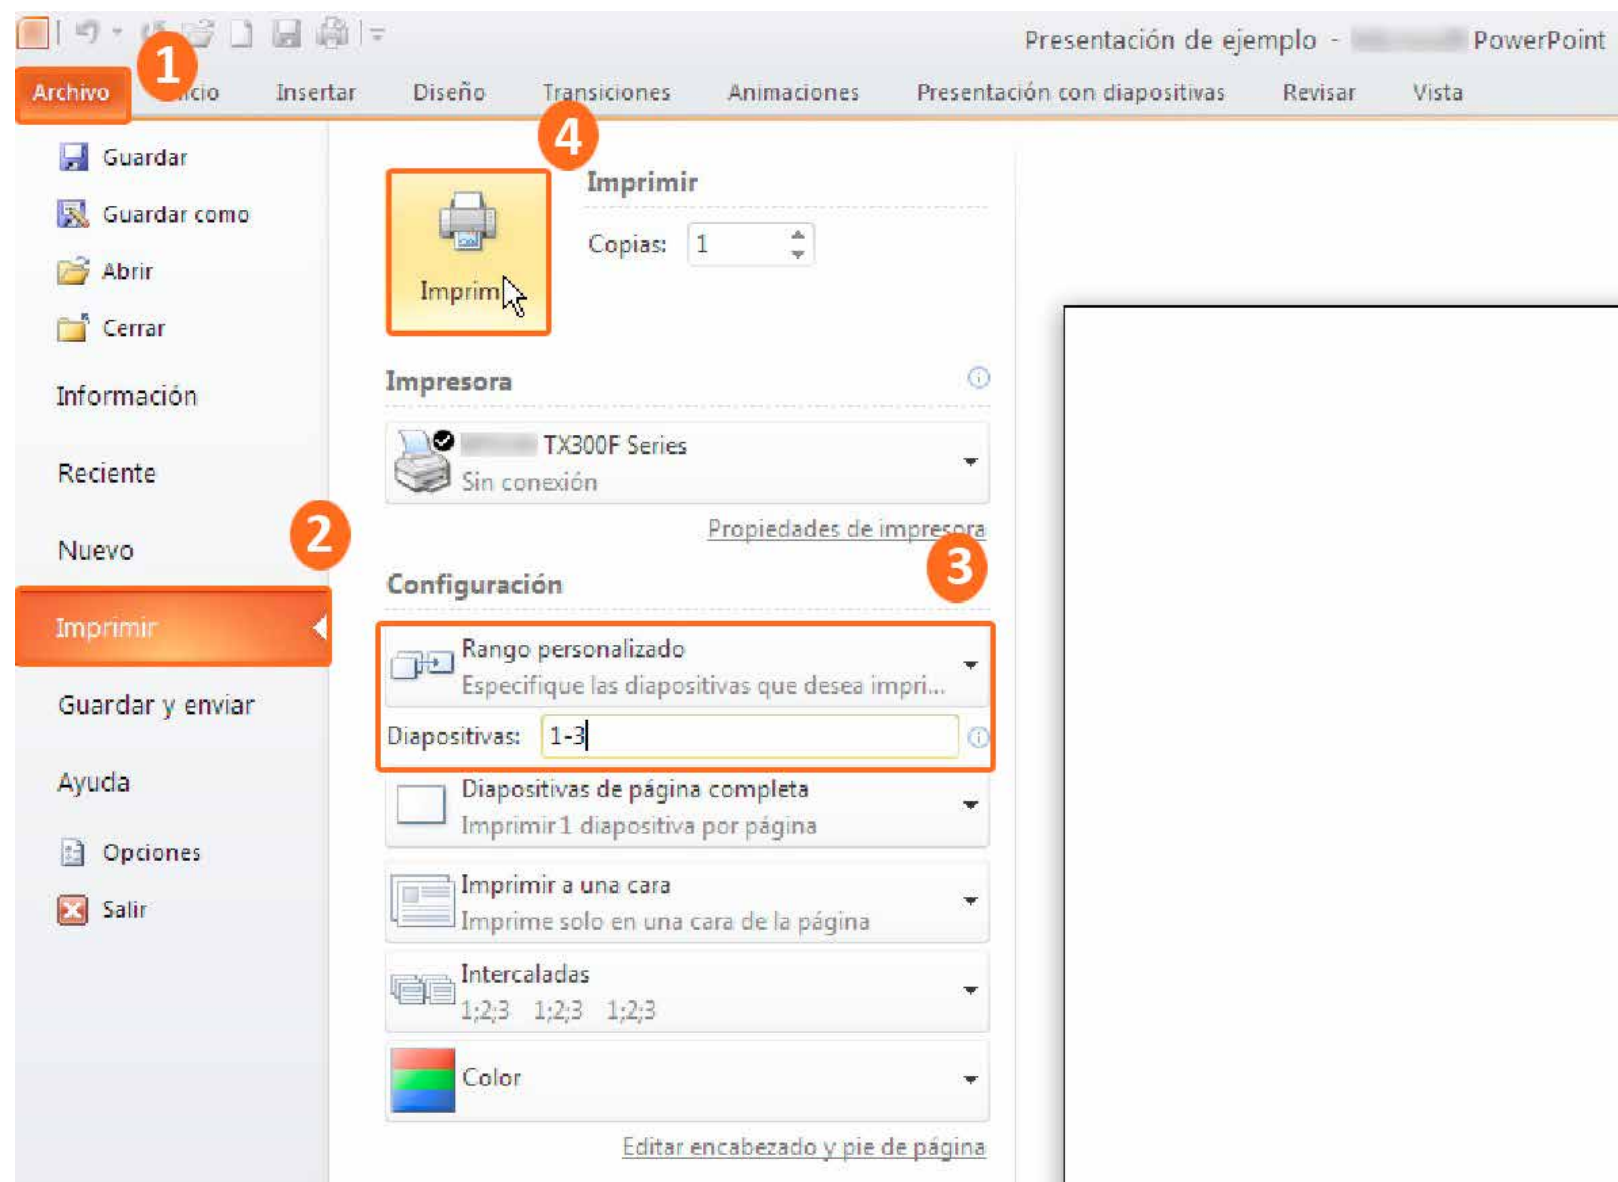 Presentación de ejemplo - PowerPoint
1
Archivo
Insertar
Diseño
Transiciones
Animaciones
Presentación con diapositivas
Revisar
Vista
4
Guardar
Guardar como
Abrir
Cerrar
Información
Reciente
Nuevo
2
Imprimir
Guardar y enviar
Ayuda
Opciones
Salir
Imprimir
Copias: 1
Impresora
TX300F Series
Sin conexión
Propiedades de impresora
3
Configuración
Rango personalizado
Especifique las diapositivas que desea impri...
Diapositivas: 1-3
Diapositivas de página completa
Imprimir 1 diapositiva por página
Imprimir a una cara
Imprime solo en una cara de la página
Intercaladas
1;2;3 1;2;3 1;2;3
Color
Editar encabezado y pie de página